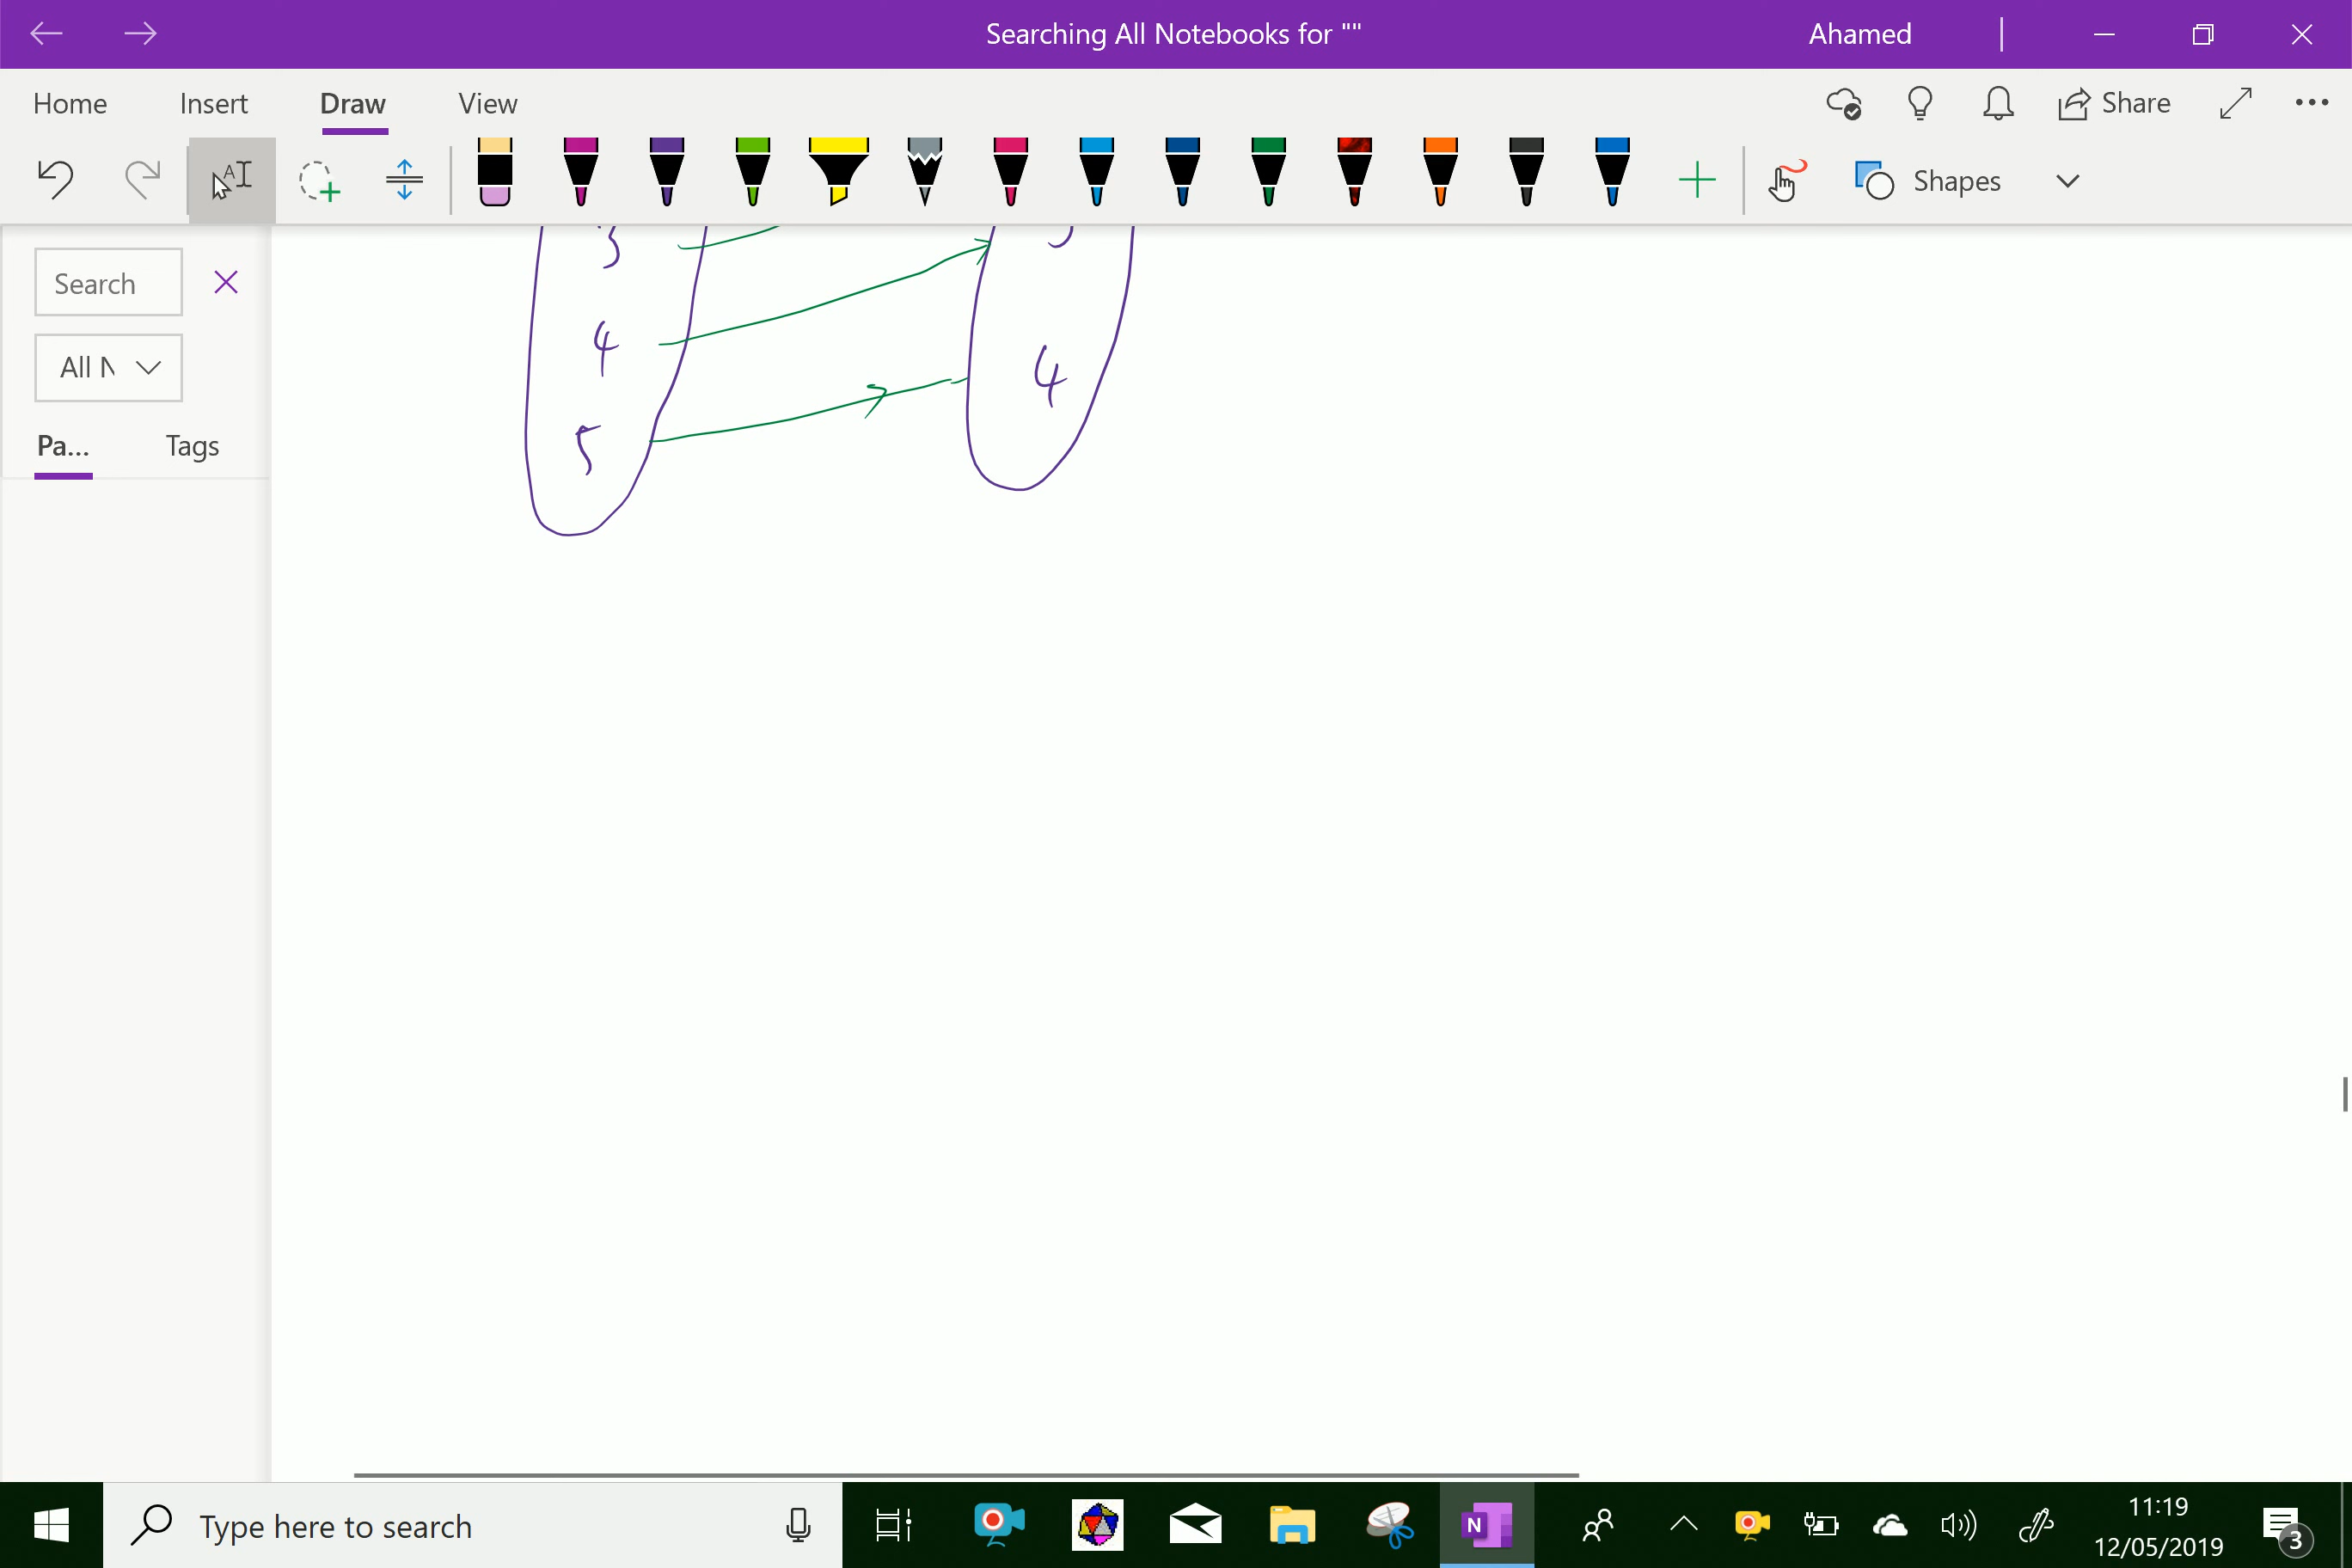 Searching All Notebooks for ""
Ahamed
Home Insert Draw View
Share
Shapes
Search
All N
Pa... Tags
3
4
4
5
Type here to search
11:19
12/05/2019
3